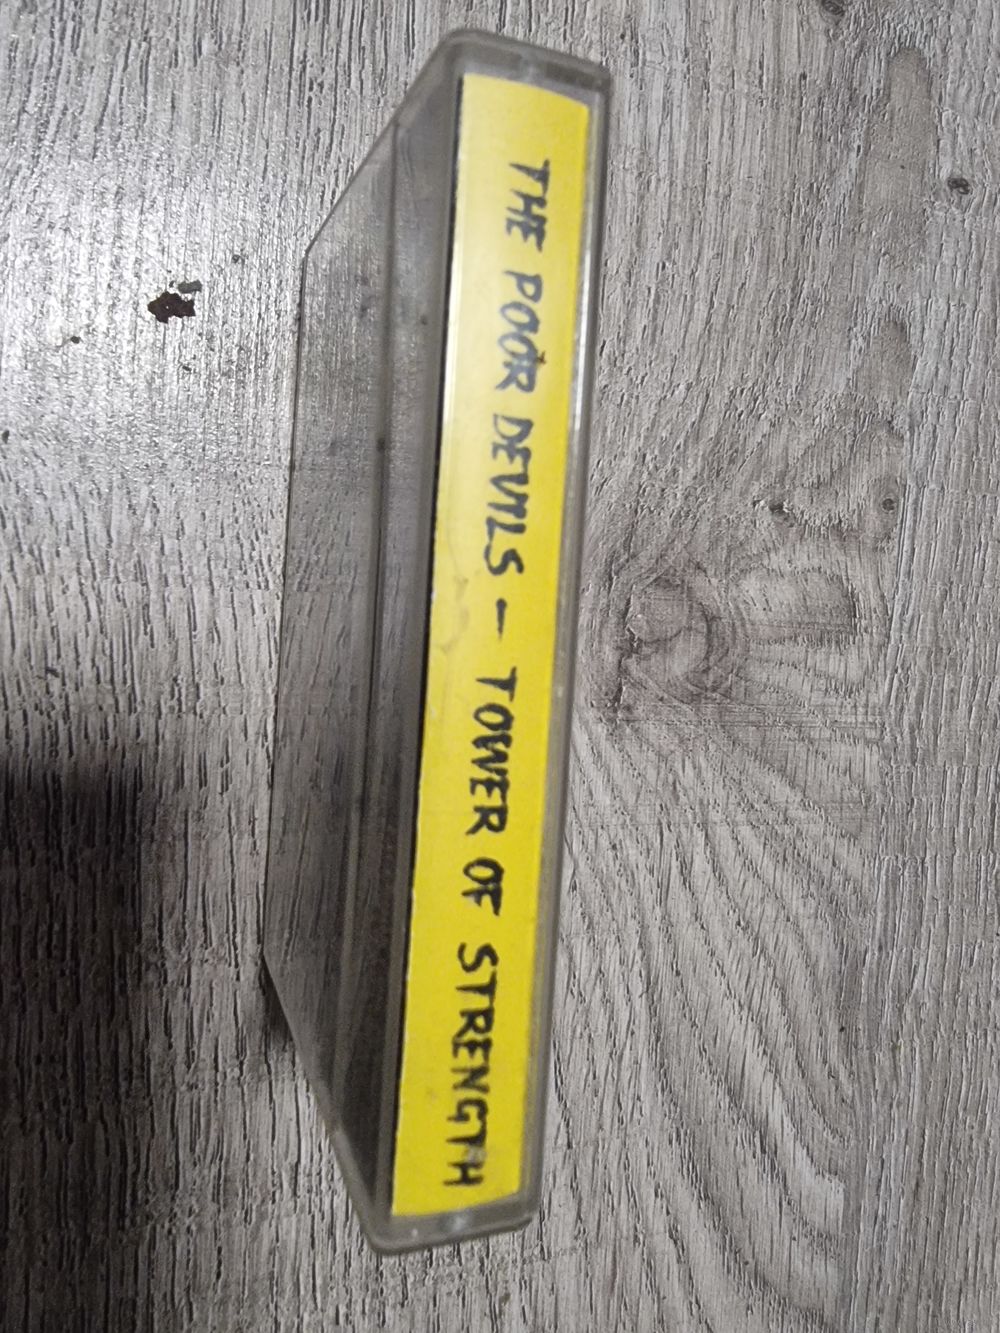 THE POOR DEVILS - TOWER OF STRENGTH